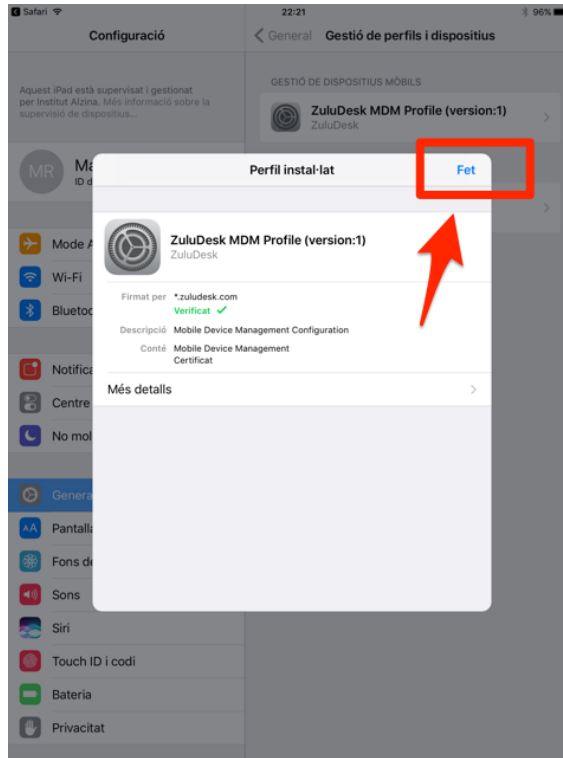 Safari
22:21
96%
Configuració
General
Gestió de perfils i dispositius
Aquest iPad està supervisat i gestionat
per Institut Alzina. Més informació sobre la
supervisió de dispositius...
GESTIÓ DE DISPOSITIUS MÒBILS
ZuluDesk MDM Profile (version:1)
ZuluDesk
MR
Ma
ID d
Perfil instal·lat
Fet
ZuluDesk MDM Profile (version:1)
ZuluDesk
Firmat per *.zuludesk.com
Verificat ✓
Descripció Mobile Device Management Configuration
Conté Mobile Device Management
Certificat
Més detalls
Mode A
Wi-Fi
Bluetoo
Notifica
Centre
No mol
Genera
AA Pantalla
Fons de
Sons
Siri
Touch ID i codi
Bateria
Privacitat